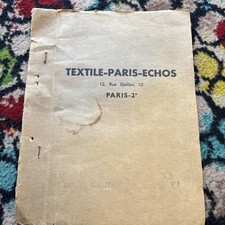 TEXTILE-PARIS-ECHOS
12, Rue Gaillon, 12
PARIS-2e